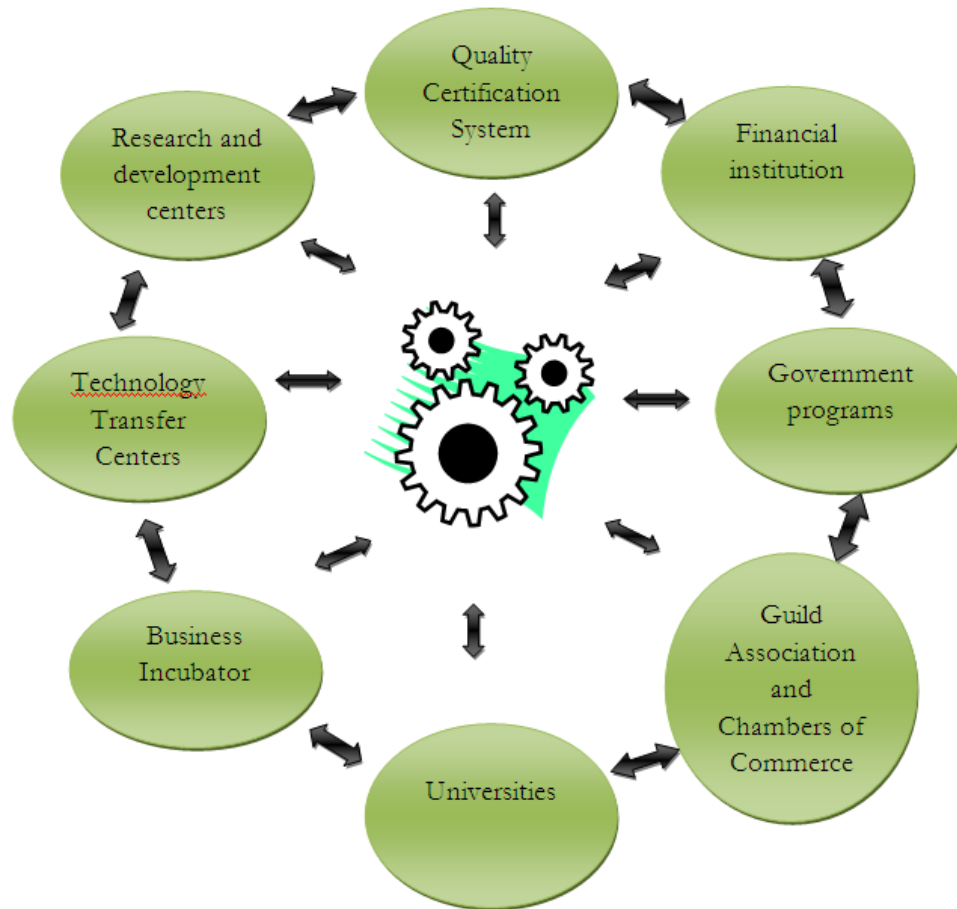 Quality
Certification
System
Financial
institution
Government
programs
Guild
Association
and
Chambers of
Commerce
Universities
Business
Incubator
Technology
Transfer
Centers
Research and
development
centers